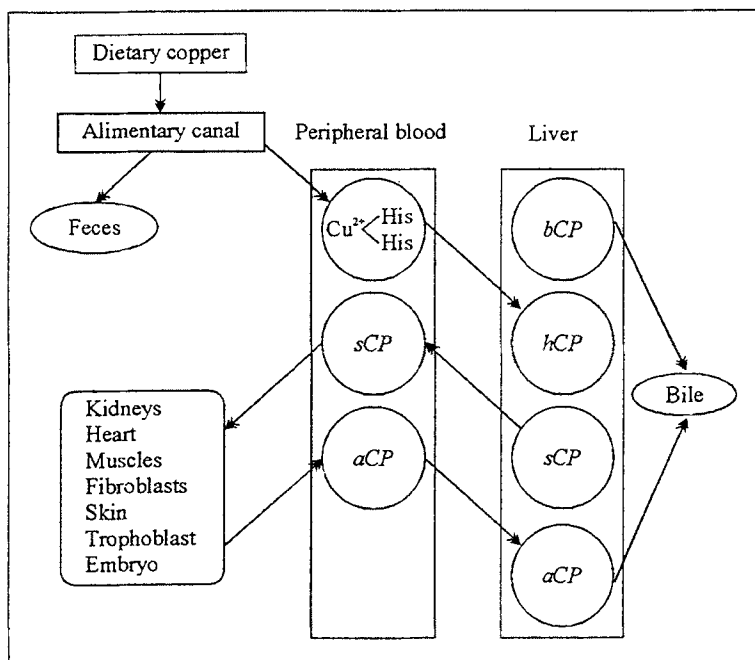 Dietary copper
Alimentary canal
Feces
Peripheral blood
Cu²⁺ His
His
sCP
aCP
Liver
bCP
hCP
sCP
aCP
Bile
Kidneys
Heart
Muscles
Fibroblasts
Skin
Trophoblast
Embryo